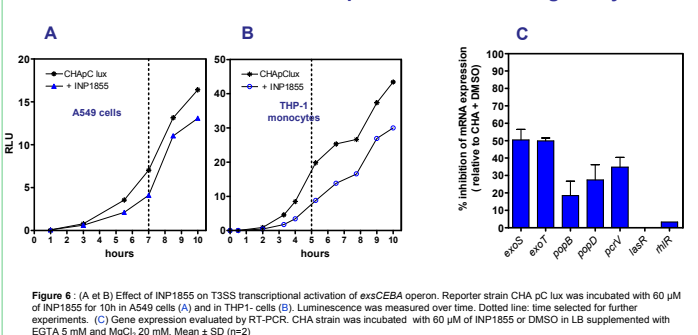 A
B
C
20
15
10
5
0
RLU
CHApC lux
+ INP1855
A549 cells
0 1 2 3 4 5 6 7 8 9 10
hours
50
40
30
20
10
0
CHApClux
+ INP1855
THP-1
monocytes
0 1 2 3 4 5 6 7 8 9 10
hours
% inhibition of mRNA expression
( relative to CHA + DMSO)
100
90
80
70
60
50
40
30
20
10
0
exoS
exoT
popB
popD
pcrV
lasR
rhlR
Figure 6 : (A et B) Effect of INP1855 on T3SS transcriptional activation of exsCEBA operon. Reporter strain CHA pC lux was incubated with 60 µM
of INP1855 for 10h in A549 cells (A) and in THP1- cells (B). Luminescence was measured over time. Dotted line: time selected for further
experiments. (C) Gene expression evaluated by RT-PCR. CHA strain was incubated with 60 µM of INP1855 or DMSO in LB supplemented with
EGTA 5 mM and MgCl2 20 mM. Mean ± SD (n=2)